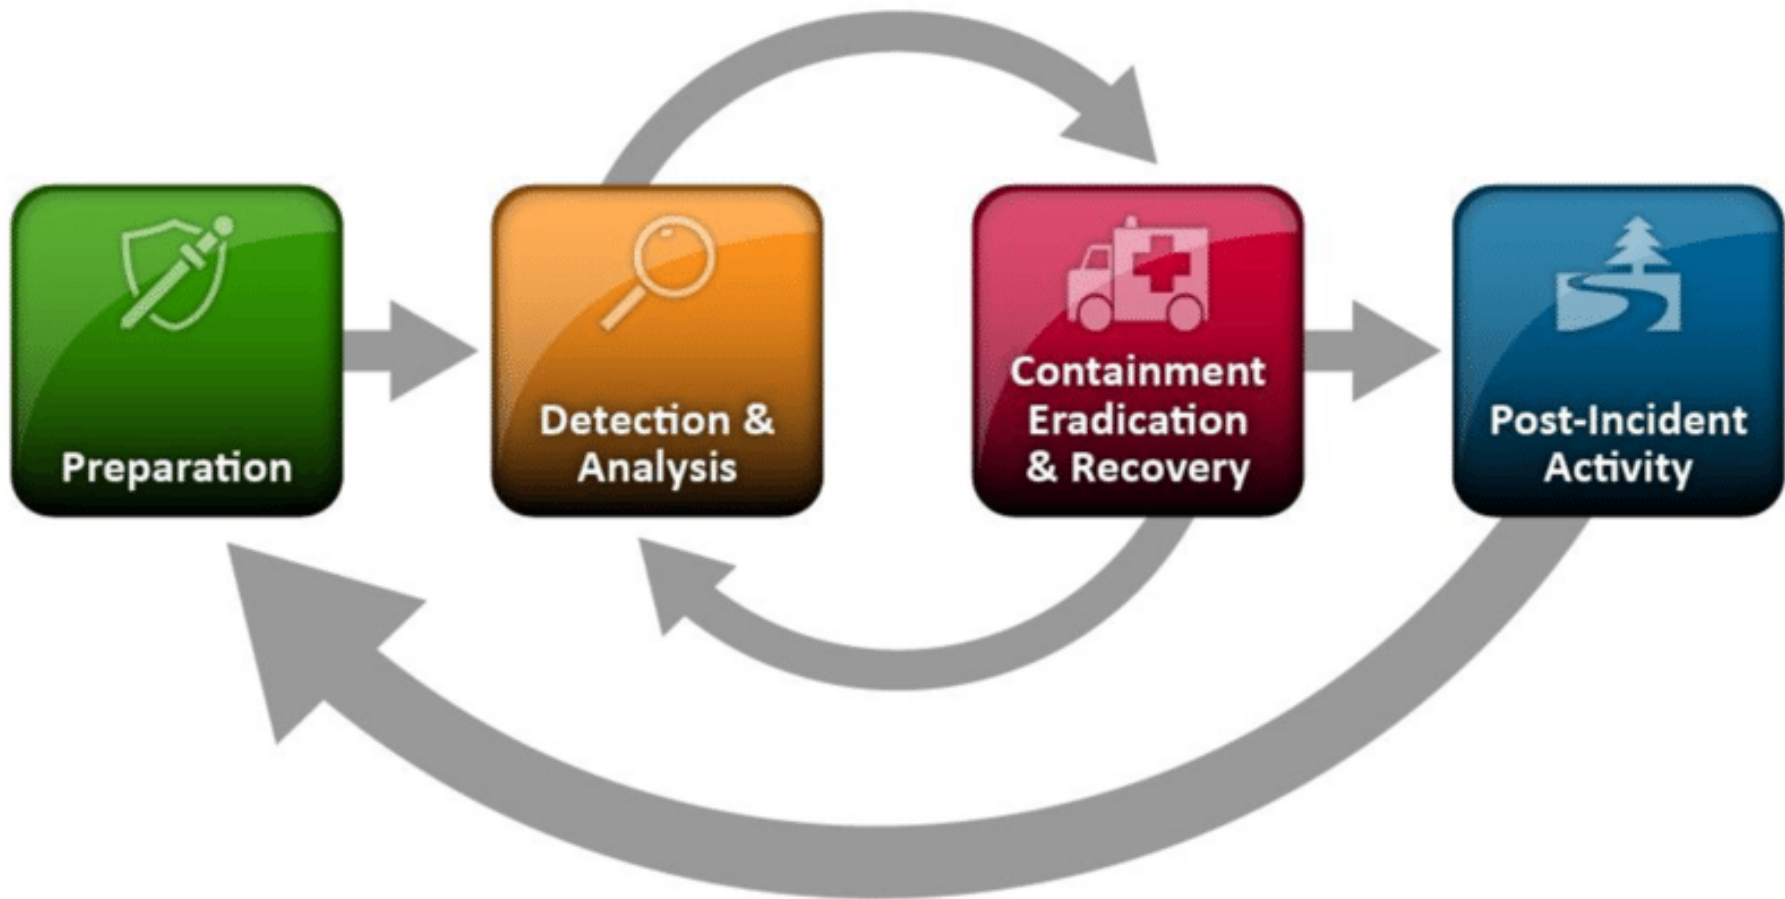 Preparation
Detection &
Analysis
Containment
Eradication
& Recovery
Post-Incident
Activity